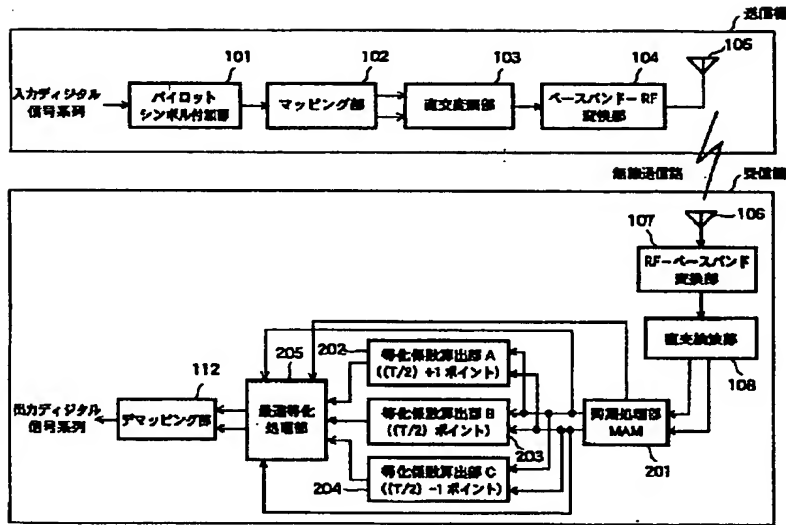 送信機
101
102
103
104
105
入力ディジタル
信号系列
パイロット
シンボル付加部
マッピング部
直交変調部
ベースバンドーRF
変換部
無線通信路
受信機
106
107
RFーベースバンド
変換部
直交検波部
108
202
等化係数算出部 A
((T/2) +1 ポイント)
205
112
出力ディジタル
信号系列
デマッピング部
最適等化
処理部
等化係数算出部 B
((T/2) ポイント)
203
同期処理部
MAM
201
等化係数算出部 C
((T/2) -1 ポイント)
204